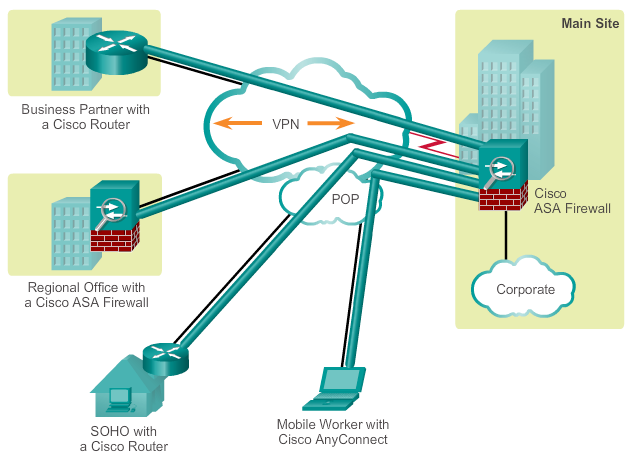 Main Site
Business Partner with
a Cisco Router
VPN
POP
Cisco
ASA Firewall
Regional Office with
a Cisco ASA Firewall
Corporate
SOHO with
a Cisco Router
Mobile Worker with
Cisco AnyConnect